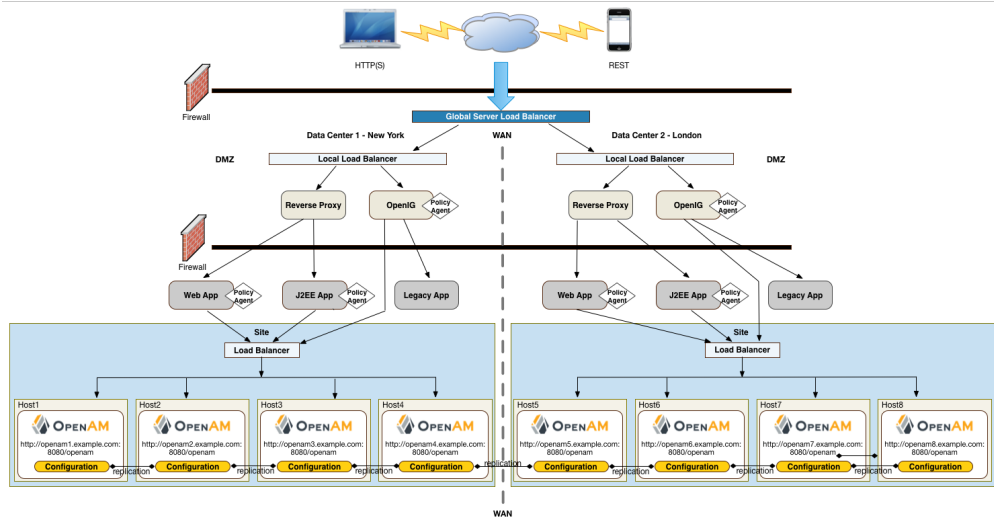 HTTP(S)
REST
Firewall
Global Server Load Balancer
Data Center 1 - New York
WAN
Data Center 2 - London
DMZ
Local Load Balancer
Local Load Balancer
DMZ
Reverse Proxy
OpenIG
Policy
Agent
Reverse Proxy
OpenIG
Policy
Agent
Firewall
Web App
Policy
Agent
J2EE App
Policy
Agent
Legacy App
Web App
Policy
Agent
J2EE App
Policy
Agent
Legacy App
Site
Load Balancer
Site
Load Balancer
Host1
OPENAM
http://openam1.example.com:
8080/openam
Configuration
replication
Host2
OPENAM
http://openam2.example.com:
8080/openam
Configuration
replication
Host3
OPENAM
http://openam3.example.com:
8080/openam
Configuration
replication
Host4
OPENAM
http://openam4.example.com:
8080/openam
Configuration
replication
Host5
OPENAM
http://openam5.example.com:
8080/openam
Configuration
replication
Host6
OPENAM
http://openam6.example.com:
8080/openam
Configuration
replication
Host7
OPENAM
http://openam7.example.com:
8080/openam
Configuration
replication
Host8
OPENAM
http://openam8.example.com:
8080/openam
Configuration
WAN